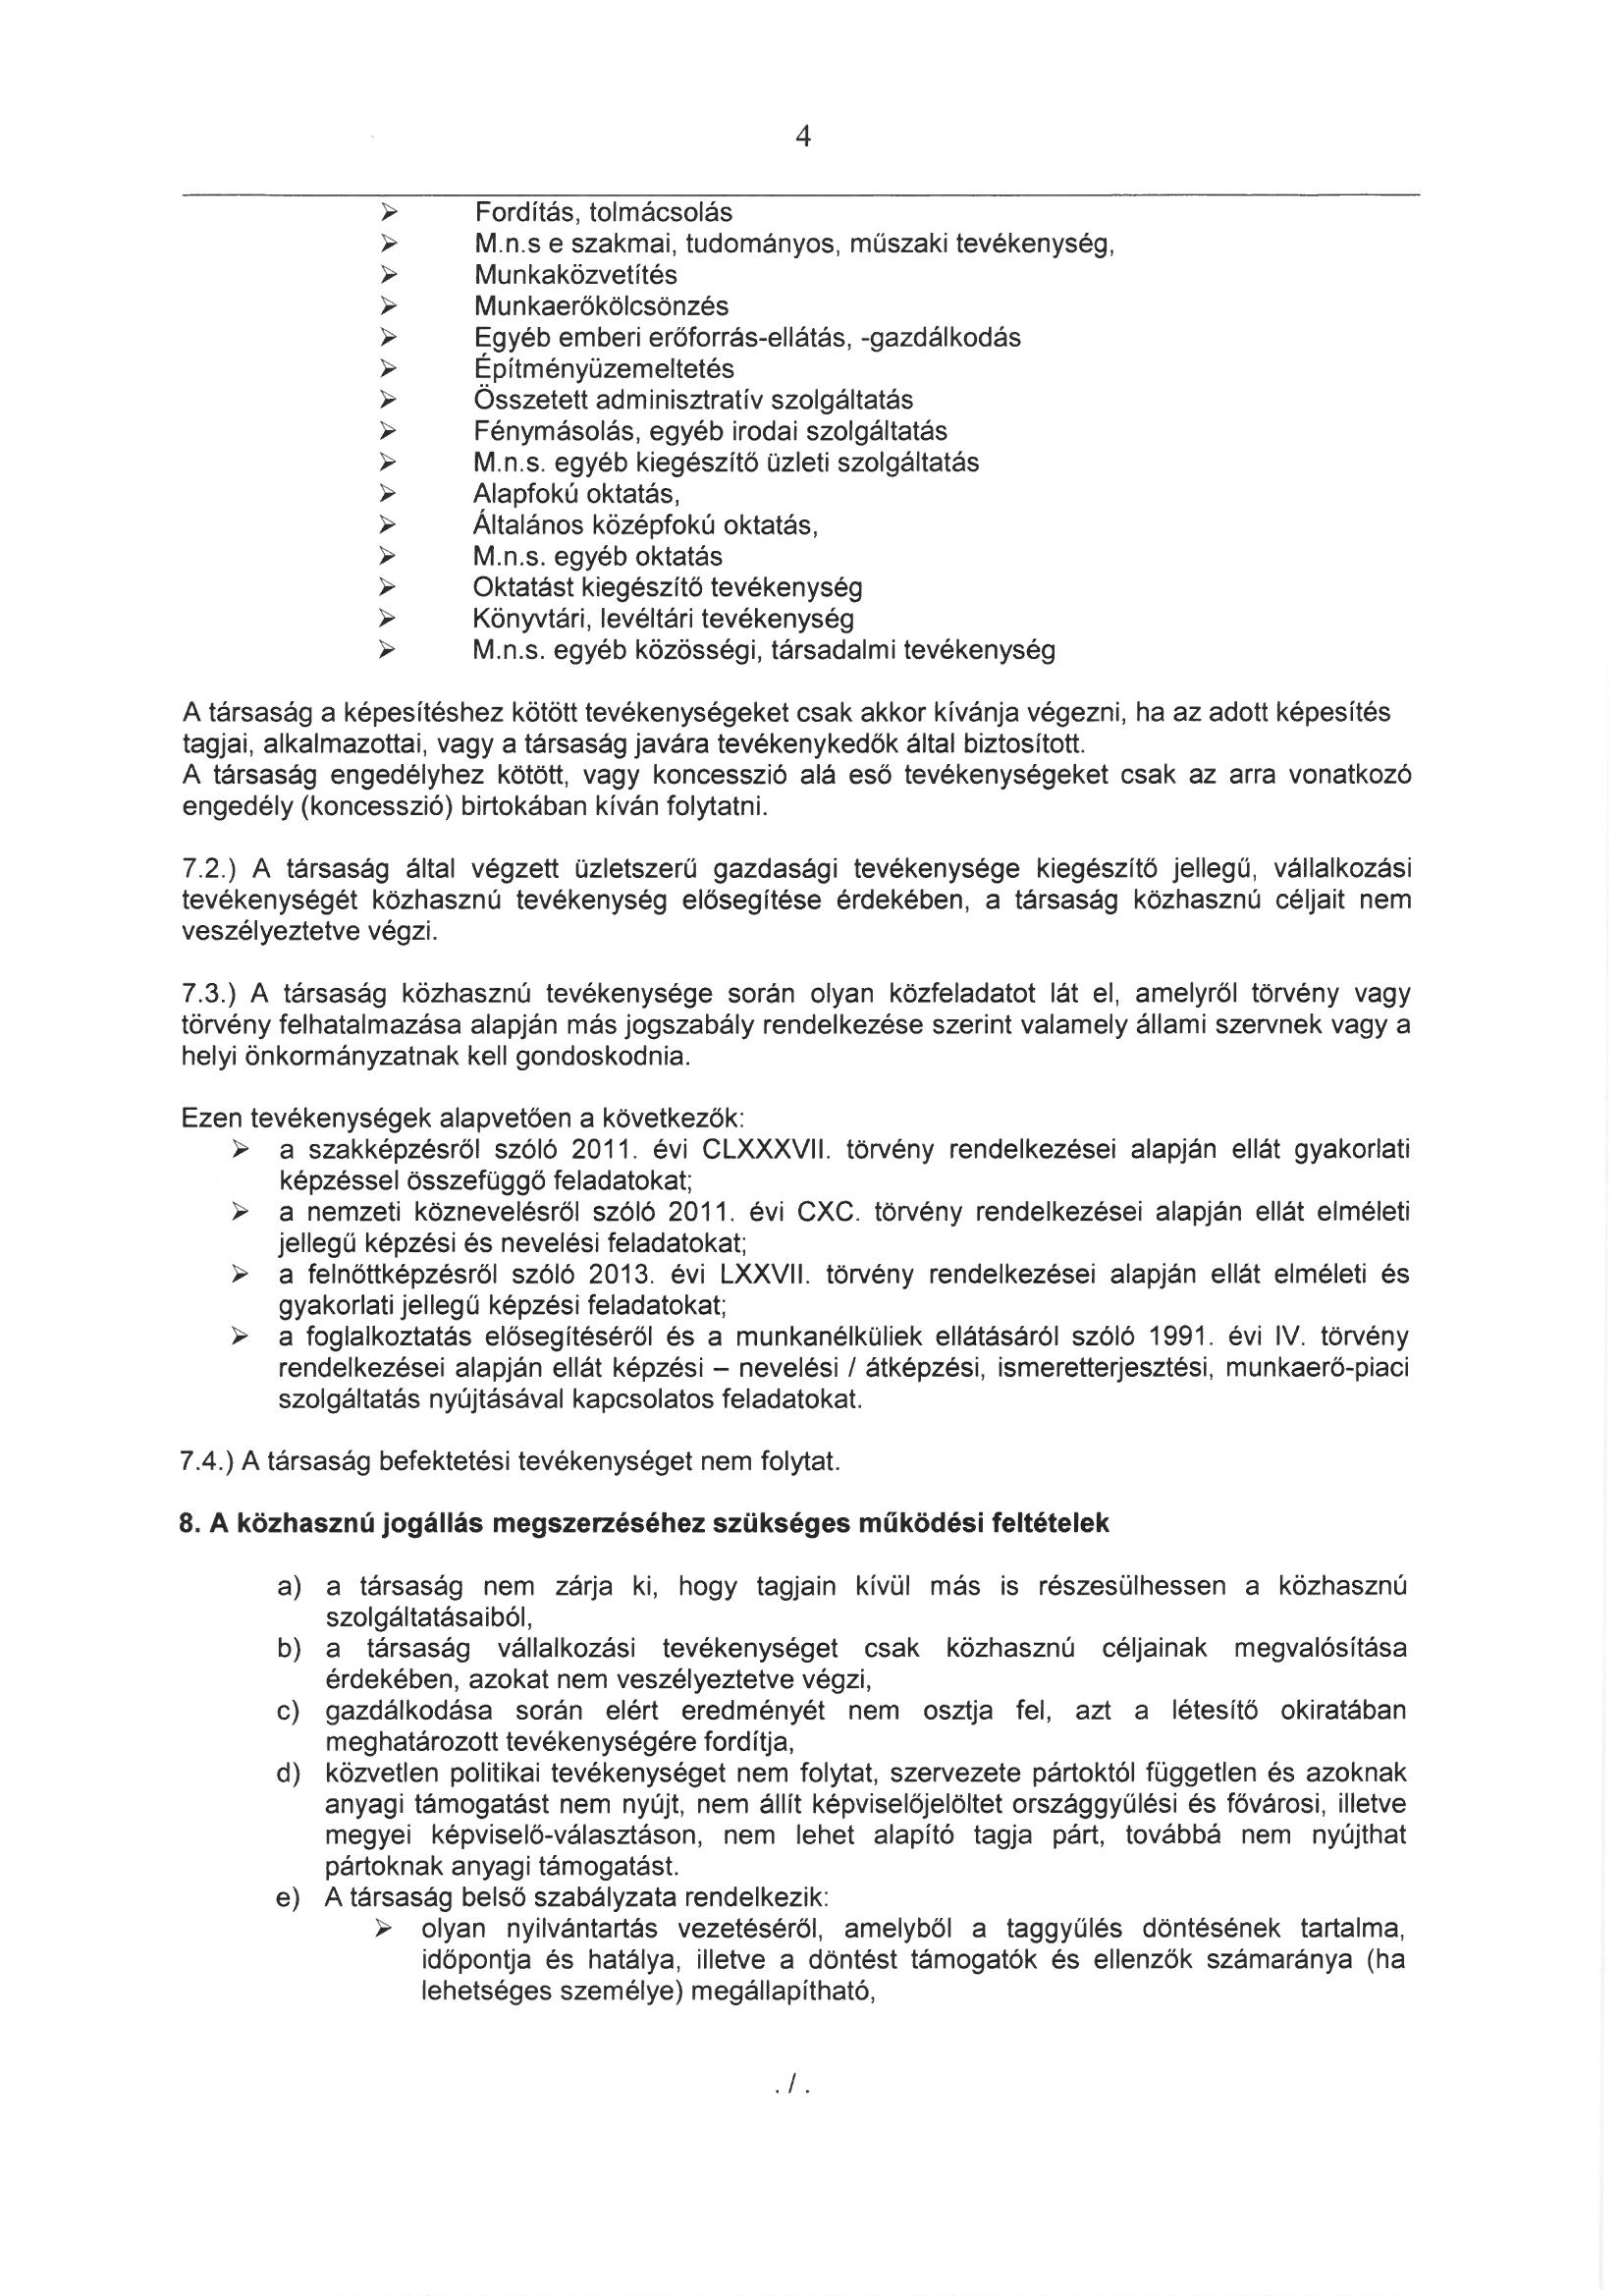 4
➢ Fordítás, tolmácsolás
➢ M.n.s e szakmai, tudományos, műszaki tevékenység,
➢ Munkaközvetítés
➢ Munkaerőkölcsönzés
➢ Egyéb emberi erőforrás-ellátás, -gazdálkodás
➢ Építményüzemeltetés
➢ Összetett adminisztratív szolgáltatás
➢ Fénymásolás, egyéb irodai szolgáltatás
➢ M.n.s. egyéb kiegészítő üzleti szolgáltatás
➢ Alapfokú oktatás,
➢ Általános középfokú oktatás,
➢ M.n.s. egyéb oktatás
➢ Oktatást kiegészítő tevékenység
➢ Könyvtári, levéltári tevékenység
➢ M.n.s. egyéb közösségi, társadalmi tevékenység
A társaság a képesítéshez kötött tevékenységeket csak akkor kívánja végezni, ha az adott képesítés
tagjai, alkalmazottai, vagy a társaság javára tevékenykedők által biztosított.
A társaság engedélyhez kötött, vagy koncesszió alá eső tevékenységeket csak az arra vonatkozó
engedély (koncesszió) birtokában kíván folytatni.
7.2.) A társaság által végzett üzletszerű gazdasági tevékenysége kiegészítő jellegű, vállalkozási
tevékenységét közhasznú tevékenység elősegítése érdekében, a társaság közhasznú céljait nem
veszélyeztetve végzi.
7.3.) A társaság közhasznú tevékenysége során olyan közfeladatot lát el, amelyről törvény vagy
törvény felhatalmazása alapján más jogszabály rendelkezése szerint valamely állami szervnek vagy a
helyi önkormányzatnak kell gondoskodnia.
Ezen tevékenységek alapvetően a következők:
➢ a szakképzésről szóló 2011. évi CLXXXVII. törvény rendelkezései alapján ellát gyakorlati
képzéssel összefüggő feladatokat;
➢ a nemzeti köznevelésről szóló 2011. évi CXC. törvény rendelkezései alapján ellát elméleti
jellegű képzési és nevelési feladatokat;
➢ a felnőttképzésről szóló 2013. évi LXXVII. törvény rendelkezései alapján ellát elméleti és
gyakorlati jellegű képzési feladatokat;
➢ a foglalkoztatás elősegítéséről és a munkanélküliek ellátásáról szóló 1991. évi IV. törvény
rendelkezései alapján ellát képzési – nevelési / átképzési, ismeretterjesztési, munkaerő-piaci
szolgáltatás nyújtásával kapcsolatos feladatokat.
7.4.) A társaság befektetési tevékenységet nem folytat.
8. A közhasznú jogállás megszerzéséhez szükséges működési feltételek
a) a társaság nem zárja ki, hogy tagjain kívül más is részesülhessen a közhasznú
szolgáltatásaiból,
b) a társaság vállalkozási tevékenységet csak közhasznú céljainak megvalósítása
érdekében, azokat nem veszélyeztetve végzi,
c) gazdálkodása során elért eredményét nem osztja fel, azt a létesítő okiratában
meghatározott tevékenységére fordítja,
d) közvetlen politikai tevékenységet nem folytat, szervezete pártoktól független és azoknak
anyagi támogatást nem nyújt, nem állít képviselőjelöltet országgyűlési és fővárosi, illetve
megyei képviselő-választáson, nem lehet alapító tagja párt, továbbá nem nyújthat
pártoknak anyagi támogatást.
e) A társaság belső szabályzata rendelkezik:
➢ olyan nyilvántartás vezetéséről, amelyből a taggyűlés döntésének tartalma,
időpontja és hatálya, illetve a döntést támogatók és ellenzők számaránya (ha
lehetséges személye) megállapítható,
./.